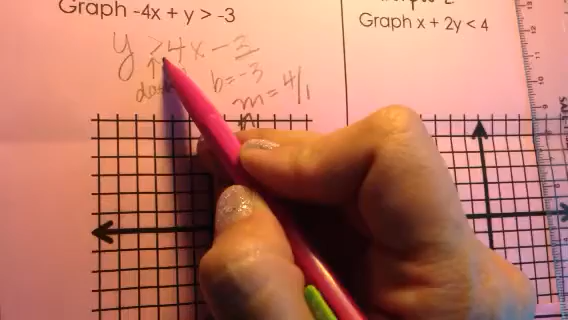 Graph -4x + y > -3
y > 4x - 3
b = -3
m = 4/1
Graph x + 2y < 4